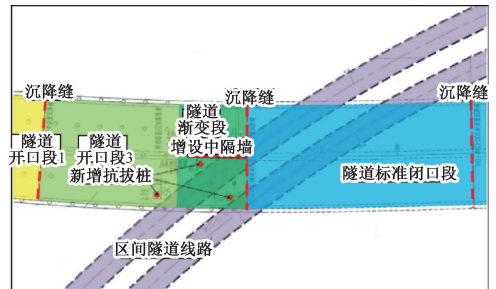 沉降缝
沉降缝
沉降缝
隧道
开口段1
隧道
开口段3
隧道
渐变段
增设中隔墙
新增抗拔桩
隧道标准闭口段
区间隧道线路